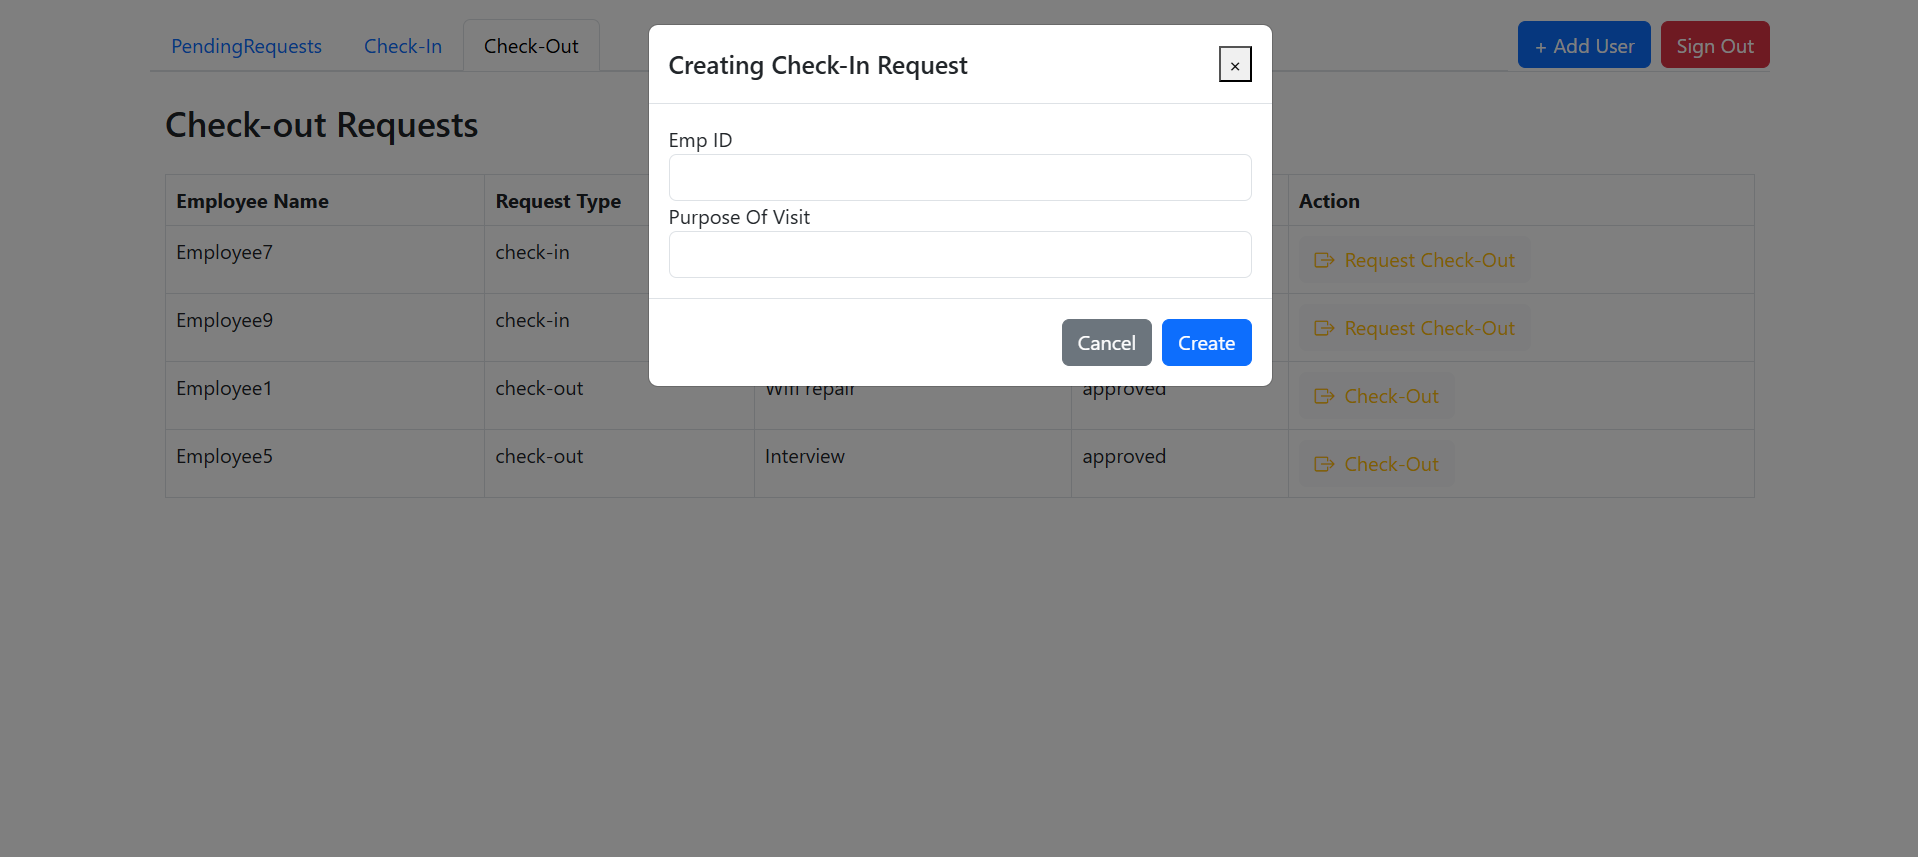 PendingRequests Check-In Check-Out + Add User Sign Out
Creating Check-In Request ×
Check-out Requests
Emp ID
Purpose Of Visit
Cancel Create
Employee Name Request Type Action
Employee7 check-in Request Check-Out
Employee9 check-in Request Check-Out
Employee1 check-out Wifi repair approved Check-Out
Employee5 check-out Interview approved Check-Out